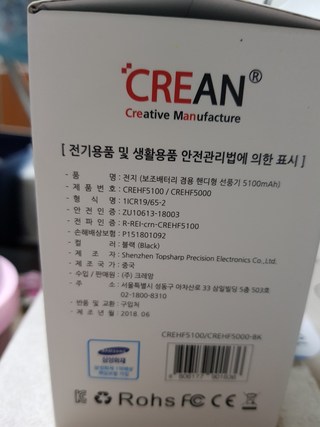 CREAN®
Creative Manufacture
[ 전기용품 및 생활용품 안전관리법에 의한 표시 ]
- 품 명 : 전지 (보조배터리 겸용 핸디형 선풍기 5100mAh)
- 제 품 번 호 : CREHF5100 / CREHF5000
- 형 식 명 : 1ICR19/65-2
- 안 전 인 증 : ZU10613-18003
- 전 파 인 증 : R-REI-crn-CREHF5100
- 손해배상보험 : P151801092
- 컬 러 : 블랙 (Black)
- 제 조 자 : Shenzhen Topsharp Precision Electronics Co.,Ltd.
- 제 조 국 가 : 중국
- 수입 / 판매원 : (주) 크레앙
- 주 소 : 서울특별시 성동구 아차산로 33 삼일빌딩 5층 503호
02-1800-8310
- 반품 및 교환 : 구입처
- 제 조 년 월 : 2018. 06
CREHF5100/CREHF5000-BK
SAMSUNG
삼성화재
RoHS FC CE